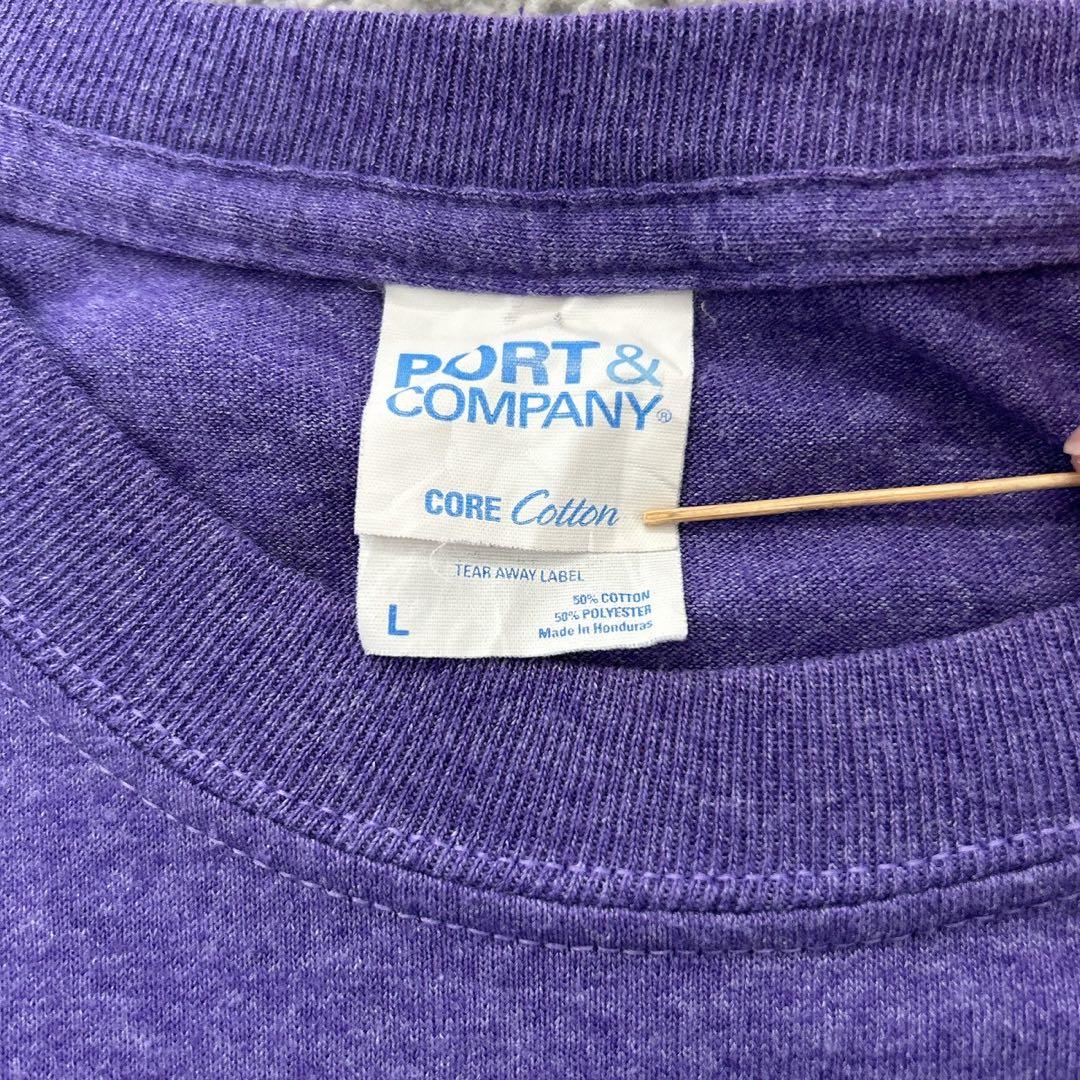 PORT &
COMPANY®
CORE Cotton
TEAR AWAY LABEL
50% COTTON
50% POLYESTER
L
Made In Honduras